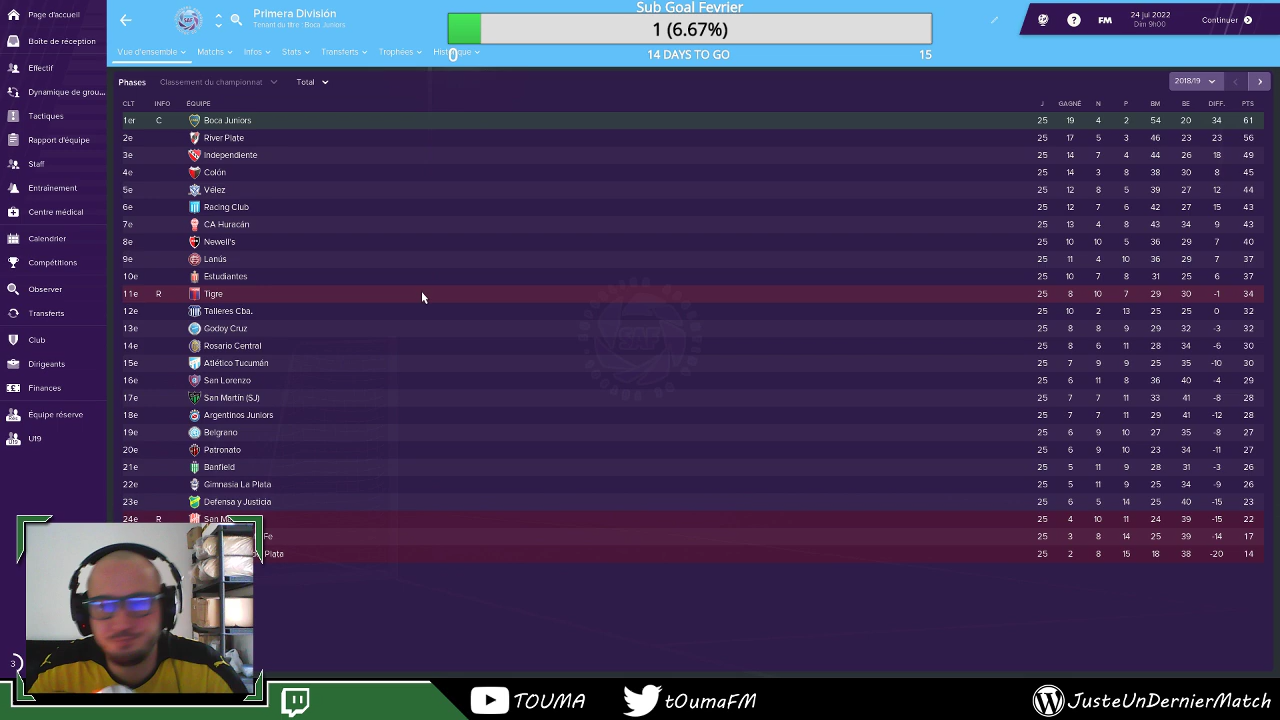 Page d'accueil
Boîte de réception
Effectif
Dynamique de grou...
Tactiques
Rapport d'équipe
Staff
Entraînement
Centre médical
Calendrier
Compétitions
Observer
Transferts
Club
Dirigeants
Finances
Équipe réserve
U19
3
Primera División
Tenant du titre : Boca Juniors
Sub Goal Fevrier
1 (6.67%)
0 14 DAYS TO GO 15
FM
24 jul 2022
Dim 9h00
Continuer
Vue d'ensemble Matchs Infos Stats Transferts Trophées Historique
Phases Classement du championnat Total 2018/19
CLT INFO ÉQUIPE J GAGNÉ N P BM BE DIFF. PTS
1er C Boca Juniors 25 19 4 2 54 20 34 61
2e River Plate 25 17 5 3 46 23 23 56
3e Independiente 25 14 7 4 44 26 18 49
4e Colón 25 14 3 8 38 30 8 45
5e Vélez 25 12 8 5 39 27 12 44
6e Racing Club 25 12 7 6 42 27 15 43
7e CA Huracán 25 13 4 8 43 34 9 43
8e Newell's 25 10 10 5 36 29 7 40
9e Lanús 25 11 4 10 36 29 7 37
10e Estudiantes 25 10 7 8 31 25 6 37
11e R Tigre 25 8 10 7 29 30 -1 34
12e Talleres Cba. 25 10 2 13 25 25 0 32
13e Godoy Cruz 25 8 8 9 29 32 -3 32
14e Rosario Central 25 8 6 11 28 34 -6 30
15e Atlético Tucumán 25 7 9 9 25 35 -10 30
16e San Lorenzo 25 6 11 8 36 40 -4 29
17e San Martín (SJ) 25 7 7 11 33 41 -8 28
18e Argentinos Juniors 25 7 7 11 29 41 -12 28
19e Belgrano 25 6 9 10 27 35 -8 27
20e Patronato 25 6 9 10 23 34 -11 27
21e Banfield 25 5 11 9 28 31 -3 26
22e Gimnasia La Plata 25 5 11 9 25 34 -9 26
23e Defensa y Justicia 25 6 5 14 25 40 -15 23
24e R San M 25 4 10 11 24 39 -15 22
Fe 25 3 8 14 25 39 -14 17
Plata 25 2 8 15 18 38 -20 14
SAF
TOUMA
tOumaFM
JusteUnDernierMatch